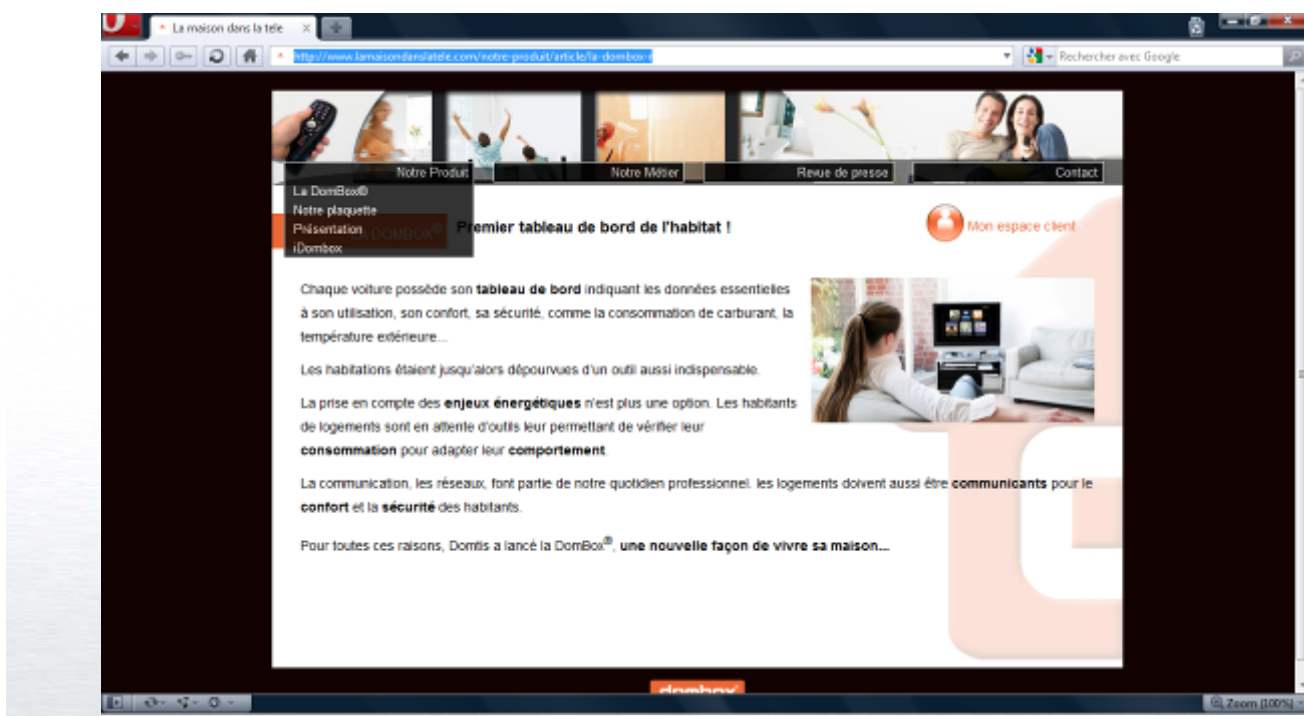 La maison dans la tele
http://www.lamaisondanslatele.com/notre-produit/article/la-dombox-r
Rechercher avec Google
Notre Produit
Notre Métier
Revue de presse
Contact
La DomBox®
Notre plaquette
Présentation
iDombox
LA DOMBOX®
Premier tableau de bord de l'habitat !
Mon espace client
Chaque voiture possède son tableau de bord indiquant les données essentielles
à son utilisation, son confort, sa sécurité, comme la consommation de carburant, la
température extérieure...
Les habitations étaient jusqu'alors dépourvues d'un outil aussi indispensable.
La prise en compte des enjeux énergétiques n'est plus une option. Les habitants
de logements sont en attente d'outils leur permettant de vérifier leur
consommation pour adapter leur comportement.
La communication, les réseaux, font partie de notre quotidien professionnel. les logements doivent aussi être communicants pour le
confort et la sécurité des habitants.
Pour toutes ces raisons, Domtis a lancé la DomBox®, une nouvelle façon de vivre sa maison...
dombox
Zoom (100%)